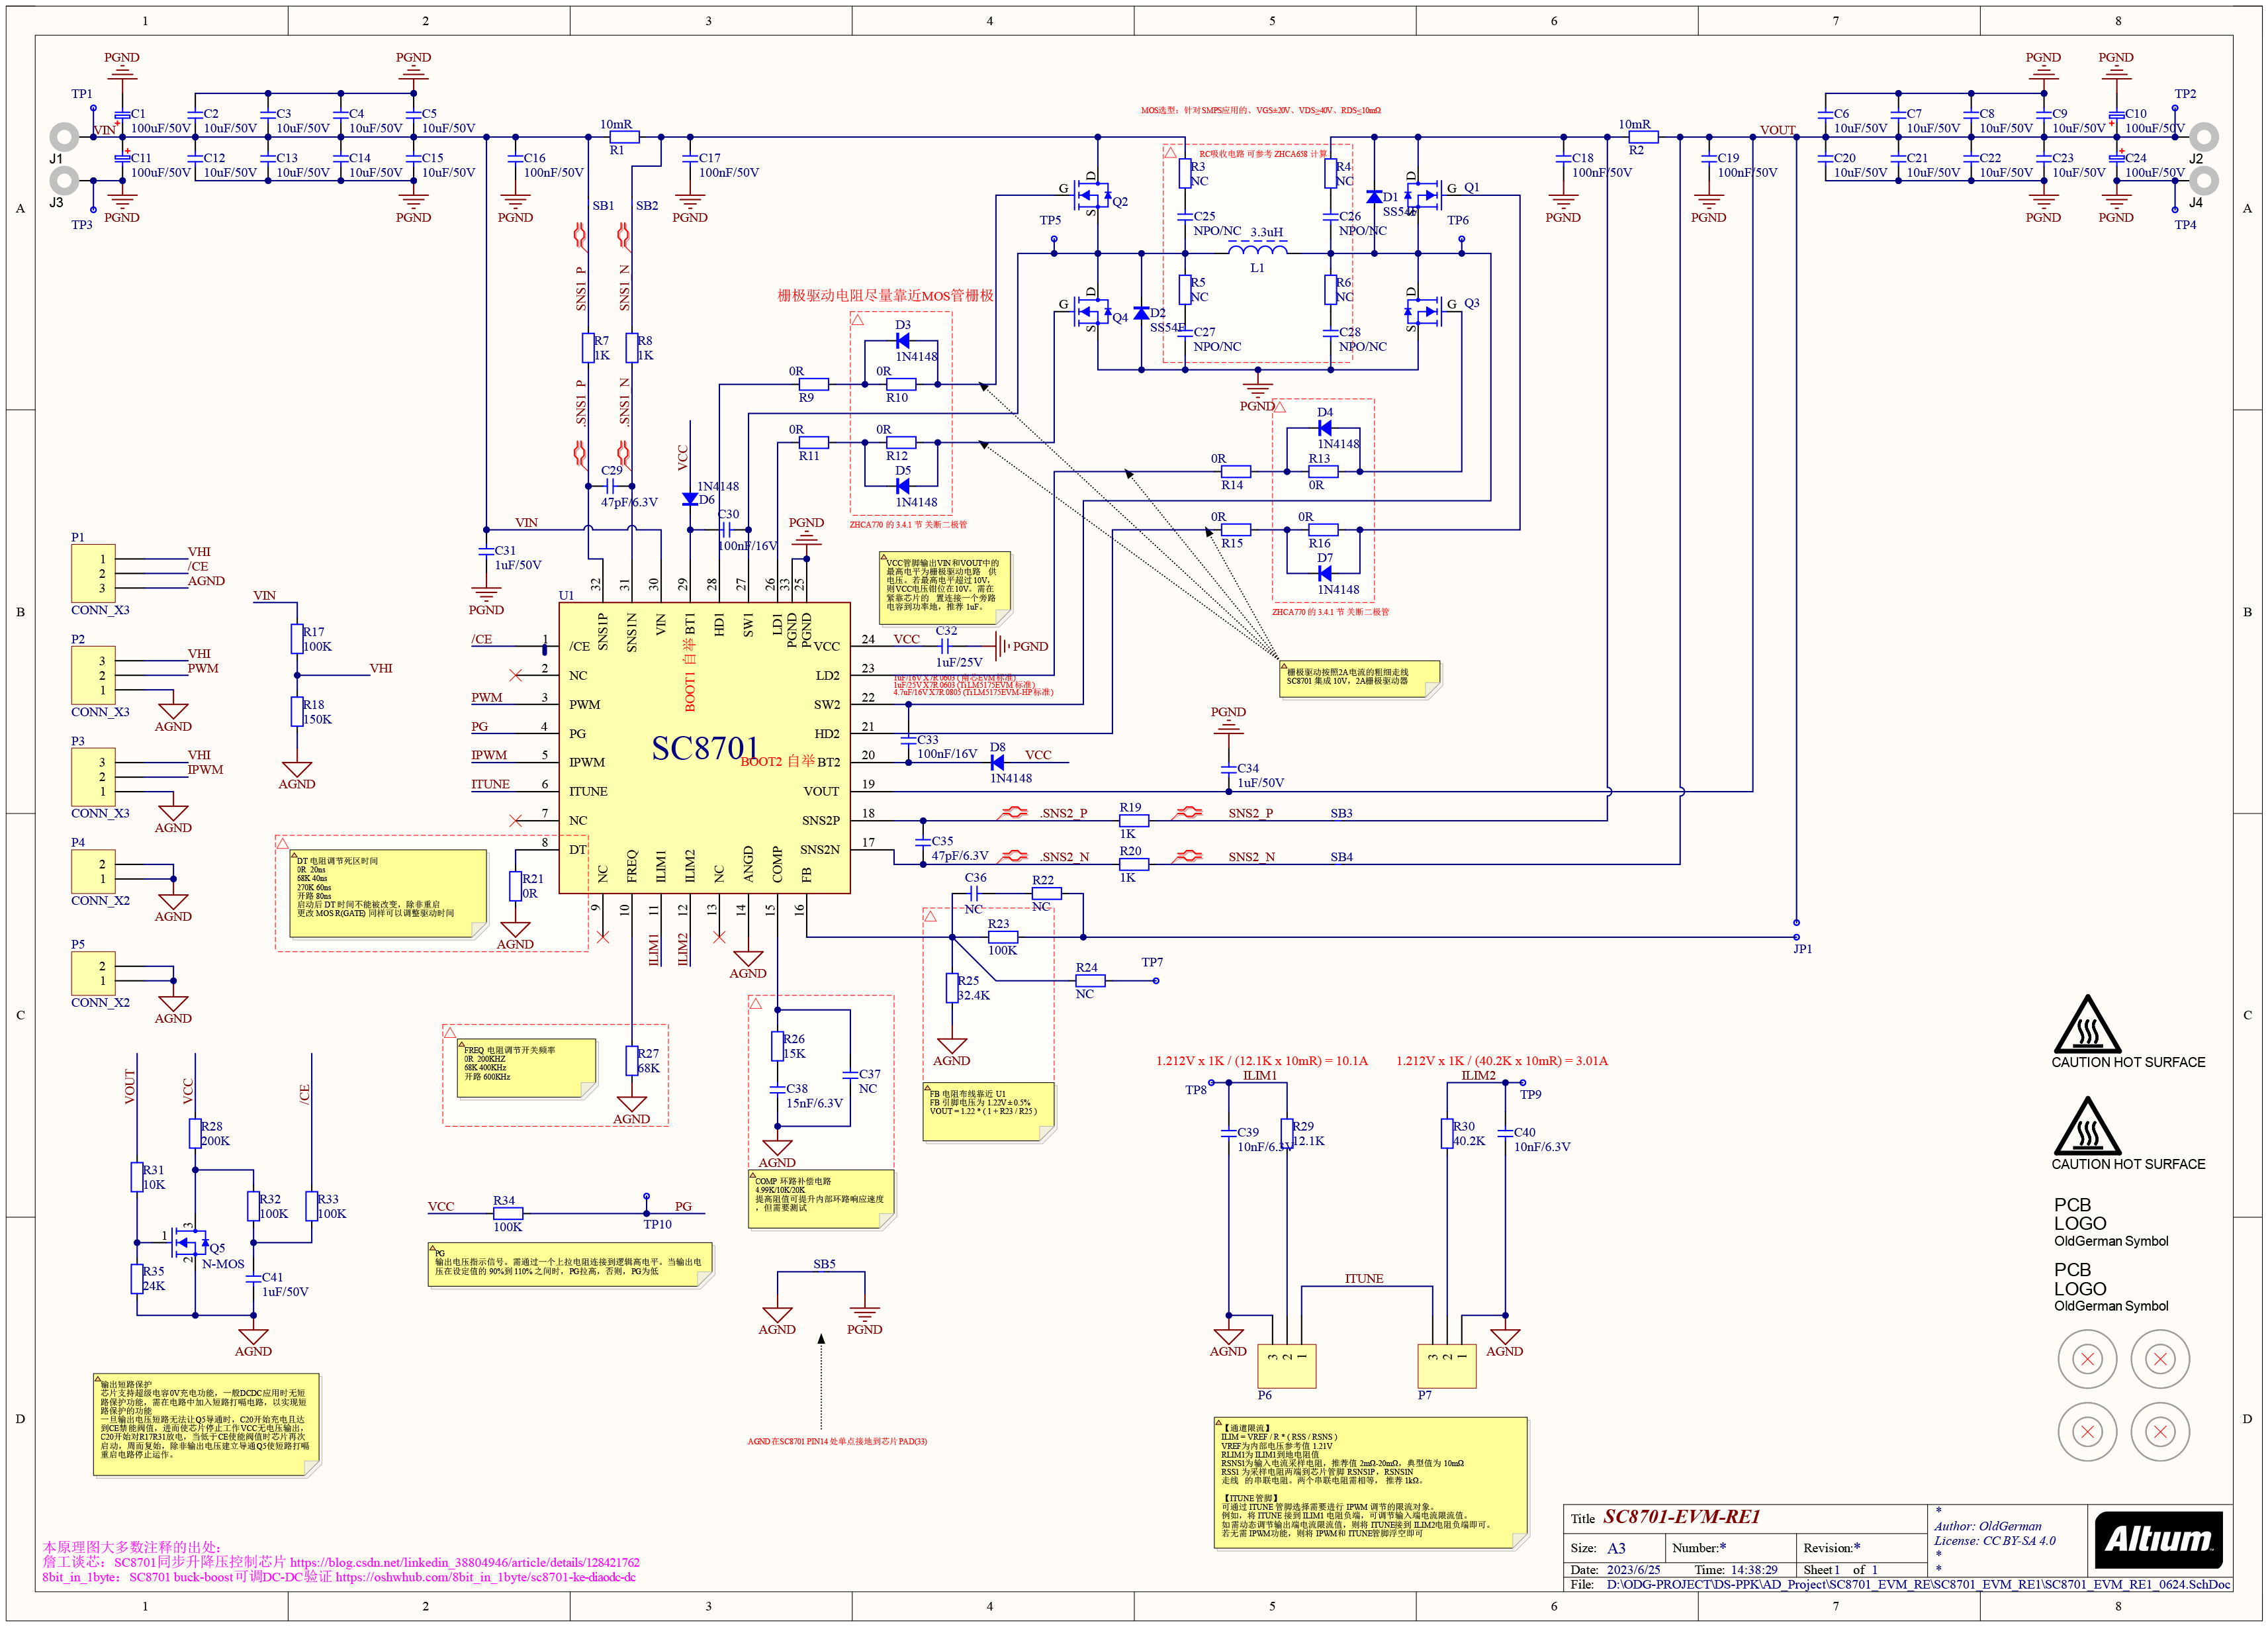 1 2 3 4 5 6 7 8
PGND PGND PGND PGND
TP1 TP2
C1 C2 C3 C4 C5 C6 C7 C8 C9 C10
100uF/50V 10uF/50V 10uF/50V 10uF/50V 10uF/50V 10uF/50V 10uF/50V 10uF/50V 10uF/50V 100uF/50V
MOS选型：针对SMPS应用的、VGS±20V、VDS≥40V、RDS≤10mΩ
VIN 10mR 10mR VOUT
J1 R1 R2 J2
C11 C12 C13 C14 C15 C16 C17 C18 C19 C20 C21 C22 C23 C24
100uF/50V 10uF/50V 10uF/50V 10uF/50V 10uF/50V 100nF/50V 100nF/50V 100nF/50V 100nF/50V 10uF/50V 10uF/50V 10uF/50V 10uF/50V 100uF/50V
RC吸收电路 可参考 ZHCA658 计算
R3 R4
NC NC
J3 J4
TP3 PGND PGND PGND PGND PGND PGND PGND PGND TP4
A A
SB1 SB2
D G S Q2
D G S Q1
D1
SS54F
TP5 TP6
C25 C26
NPO/NC NPO/NC
3.3uH
L1
SNS1_P SNS1_N
R5 R6
NC NC
D G S Q4
D G S Q3
D2
SS54F
C27 C28
NPO/NC NPO/NC
栅极驱动电阻尽量靠近MOS管栅极
R7 R8
1K 1K
D3
1N4148
0R 0R
R9 R10
PGND
.SNS1_P .SNS1_N
VCC
0R 0R
R11 R12
D5
1N4148
ZHCA770 的 3.4.1 节 关断二极管
D4
1N4148
0R R13
R14 0R
0R 0R
R15 R16
D7
1N4148
ZHCA770 的 3.4.1 节 关断二极管
C29
47pF/6.3V
1N4148
D6
C30
100nF/16V
PGND
VIN
C31
1uF/50V
PGND
B B
P1
1 VHI
2 /CE
3 AGND
CONN_X3
P2
3 VHI
2 PWM
1
CONN_X3
AGND
P3
3 VHI
2 IPWM
1
CONN_X3
AGND
P4
2
1
CONN_X2
AGND
P5
2
1
CONN_X2
AGND
VIN
R17
100K
VHI
R18
150K
AGND
U1
32 31 30 29 28 27 26 33 25
SNS1P SNS1N VIN BT1 HD1 SW1 LD1 PGND PGND
BOOT1 自举
/CE 1 /CE
2 NC
PWM 3 PWM
PG 4 PG
IPWM 5 IPWM
ITUNE 6 ITUNE
7 NC
8 DT
SC8701
BOOT2 自举
VCC 24 VCC
LD2 23
SW2 22
HD2 21
BT2 20
VOUT 19
SNS2P 18
SNS2N 17
NC FREQ ILIM1 ILIM2 NC ANGD COMP FB
9 10 11 12 13 14 15 16
ILIM1 ILIM2
AGND
VCC管脚输出VIN和VOUT中的
最高电平为栅极驱动电路 供
电压。若最高电平超过10V,
则VCC电压钳位在10V。需在
紧靠芯片的 置连接一个旁路
电容到功率地，推荐 1uF。
C32
1uF/25V
PGND
1uF/25V X7R 0603 (Ti LM5175EVM 标准)
4.7uF/16V X7R 0805 (Ti LM5175EVM-HP 标准)
栅极驱动按照2A电流的粗细走线
SC8701 集成 10V，2A栅极驱动器
C33
100nF/16V
D8 VCC
1N4148
PGND
C34
1uF/50V
.SNS2_P R19 SNS2_P SB3
1K
C35
47pF/6.3V
.SNS2_N R20 SNS2_N SB4
1K
DT 电阻调节死区时间
0R 20ns
68K 40ns
270K 60ns
开路 80ns
启动后 DT 时间不能被改变，除非重启
更改 MOS R(GATE) 同样可以调整驱动时间
R21
0R
AGND
C36 R22
NC NC
R23
100K
JP1
R25
32.4K
R24
NC
TP7
AGND
FB 电阻布线靠近 U1
FB 引脚电压为 1.22V±0.5%
VOUT = 1.22 * ( 1 + R23 / R25 )
C C
FREQ 电阻调节开关频率
0R 200KHZ
68K 400KHz
开路 600KHz
R27
68K
AGND
R26
15K
C38
15nF/6.3V
C37
NC
AGND
COMP 环路补偿电路
4.99K/10K/20K
提高阻值可提升内部环路响应速度
，但需要测试
VOUT VCC /CE
R28
200K
R31
10K
R32
100K
R33
100K
1 3 2
Q5
N-MOS
R35
24K
C41
1uF/50V
AGND
VCC R34 PG
100K TP10
PG
输出电压指示信号。需通过一个上拉电阻连接到逻辑高电平。当输出电
压在设定值的 90%到 110%之间时，PG拉高，否则，PG为低
SB5
AGND PGND
AGND在SC8701 PIN14 处单点接地到芯片PAD(33)
1.212V x 1K / (12.1K x 10mR) = 10.1A 1.212V x 1K / (40.2K x 10mR) = 3.01A
TP8 ILIM1 ILIM2 TP9
C39
10nF/6.3V
R29
12.1K
R30
40.2K
C40
10nF/6.3V
ITUNE
AGND AGND
3 2 1 3 2 1
P6 P7
CAUTION HOT SURFACE
CAUTION HOT SURFACE
PCB
LOGO
OldGerman Symbol
PCB
LOGO
OldGerman Symbol
D D
输出短路保护
芯片支持超级电容0V充电功能，一般DCDC应用时无短
路保护功能，需在电路中加入短路打嗝电路，以实现短
路保护的功能
一旦输出电压短路无法让Q5导通时，C20开始充电且达
到CE禁能阀值，进而使芯片停止工作VCC无电压输出，
C20开始对R17R31放电，当低于CE使能阀值时芯片再次
启动，周而复始，除非输出电压建立导通Q5使短路打嗝
重启电路停止运作。
【通道限流】
ILIM = VREF / R * ( RSS / RSNS )
VREF为内部电压参考值 1.21V
RLIM1为 ILIM1到地电阻值
RSNS1为输入电流采样电阻，推荐值 2mΩ-20mΩ，典型值为 10mΩ
RSS1 为采样电阻两端到芯片管脚 RSNS1P，RSNS1N
走线 的串联电阻。两个串联电阻需相等， 推荐 1kΩ。
【ITUNE管脚】
可通过 ITUNE 管脚选择需要进行 IPWM 调节的限流对象。
例如，将 ITUNE 接到 ILIM1 电阻负端，可调节输入端电流限流值。
如需动态调节输出端电流限流值，则将 ITUNE接到 ILIM2电阻负端即可。
若无需 IPWM功能，则将 IPWM和 ITUNE管脚浮空即可
本原理图大多数注释的出处：
詹工谈芯：SC8701同步升降压控制芯片 https://blog.csdn.net/linkedin_38804946/article/details/128421762
8bit_in_1byte： SC8701 buck-boost 可调DC-DC验证 https://oshwhub.com/8bit_in_1byte/sc8701-ke-diaodc-dc
Title SC8701-EVM-RE1
Size: A3 Number:* Revision:*
Date: 2023/6/25 Time: 14:38:29 Sheet 1 of 1
File: D:\ODG-PROJECT\DS-PPK\AD_Project\SC8701_EVM_RE\SC8701_EVM_RE1\SC8701_EVM_RE1_0624.SchDoc
*
Author: OldGerman
License: CC BY-SA 4.0
*
*
Altium
1 2 3 4 5 6 7 8